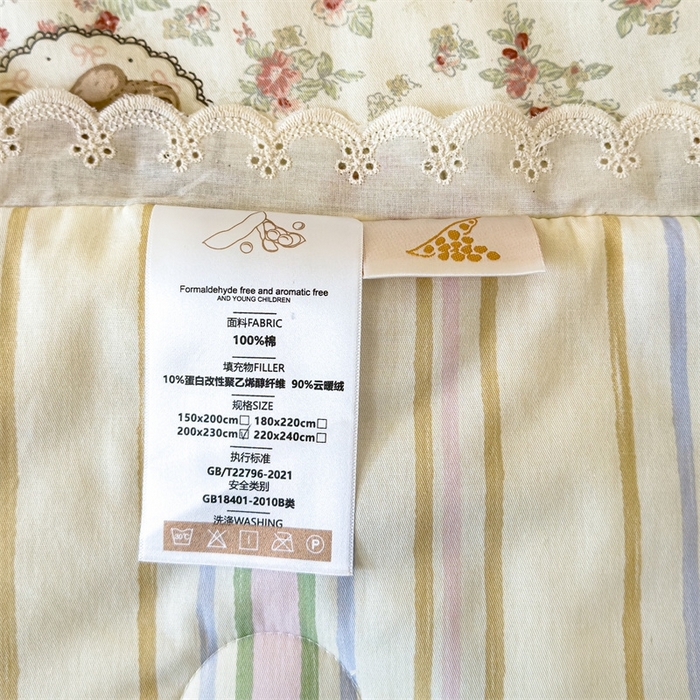 Formaldehyde free and aromatic free
AND YOUNG CHILDREN
面料FABRIC
100%棉
填充物FILLER
10%蛋白改性聚乙烯醇纤维 90%云暖绒
规格SIZE
150x200cm☐ 180x220cm☐
200x230cm☑ 220x240cm☐
执行标准
GB/T22796-2021
安全类别
GB18401-2010B类
洗涤WASHING
30℃
P